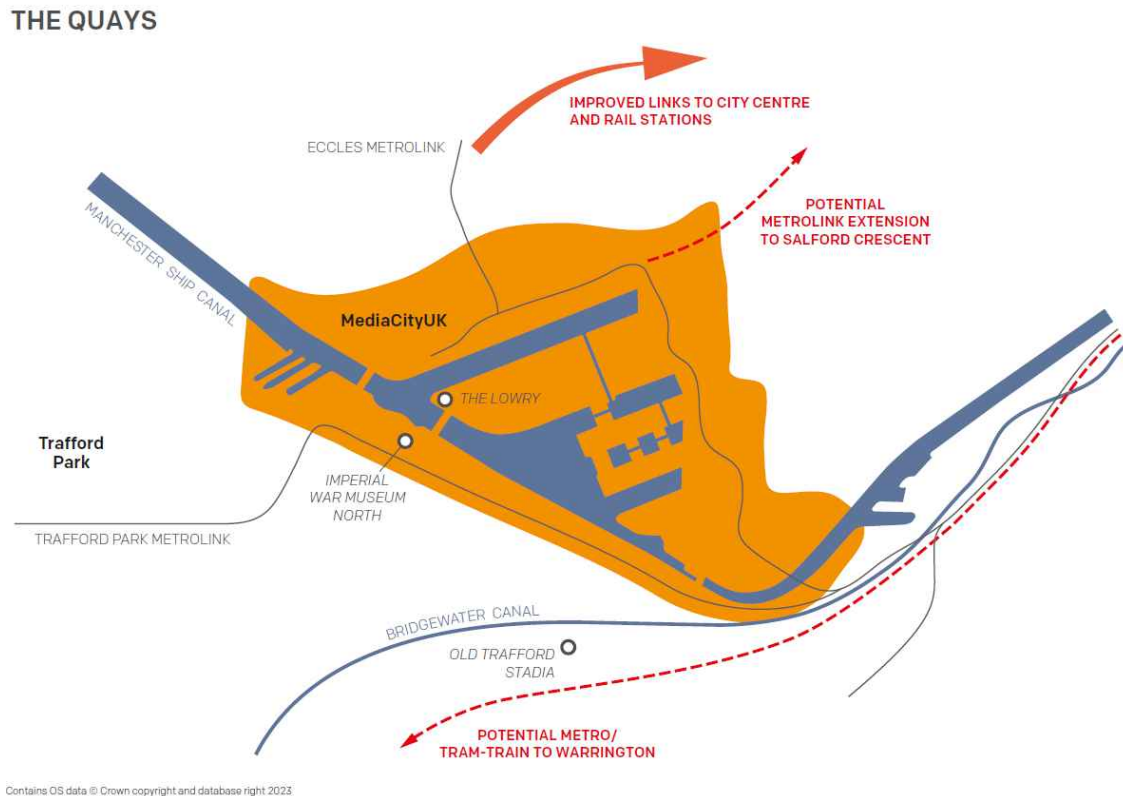 THE QUAYS
IMPROVED LINKS TO CITY CENTRE
AND RAIL STATIONS
ECCLES METROLINK
POTENTIAL
METROLINK EXTENSION
TO SALFORD CRESCENT
MANCHESTER SHIP CANAL
MediaCityUK
THE LOWRY
Trafford
Park
IMPERIAL
WAR MUSEUM
NORTH
TRAFFORD PARK METROLINK
BRIDGEWATER CANAL
OLD TRAFFORD
STADIA
POTENTIAL METRO/
TRAM-TRAIN TO WARRINGTON
Contains OS data © Crown copyright and database right 2023